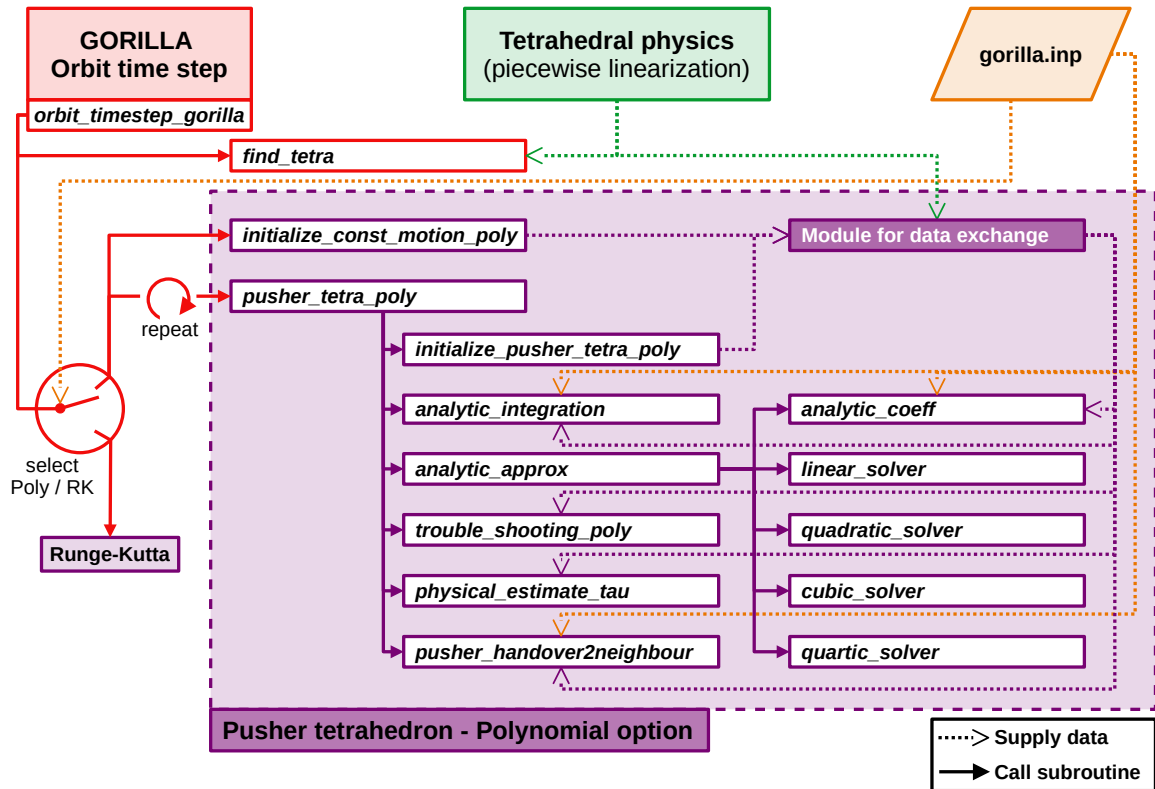 GORILLA
Orbit time step
orbit_timestep_gorilla
Tetrahedral physics
(piecewise linearization)
gorilla.inp
find_tetra
initialize_const_motion_poly
Module for data exchange
pusher_tetra_poly
repeat
initialize_pusher_tetra_poly
analytic_integration
analytic_coeff
select
Poly / RK
analytic_approx
linear_solver
trouble_shooting_poly
quadratic_solver
Runge-Kutta
physical_estimate_tau
cubic_solver
pusher_handover2neighbour
quartic_solver
Pusher tetrahedron - Polynomial option
Supply data
Call subroutine